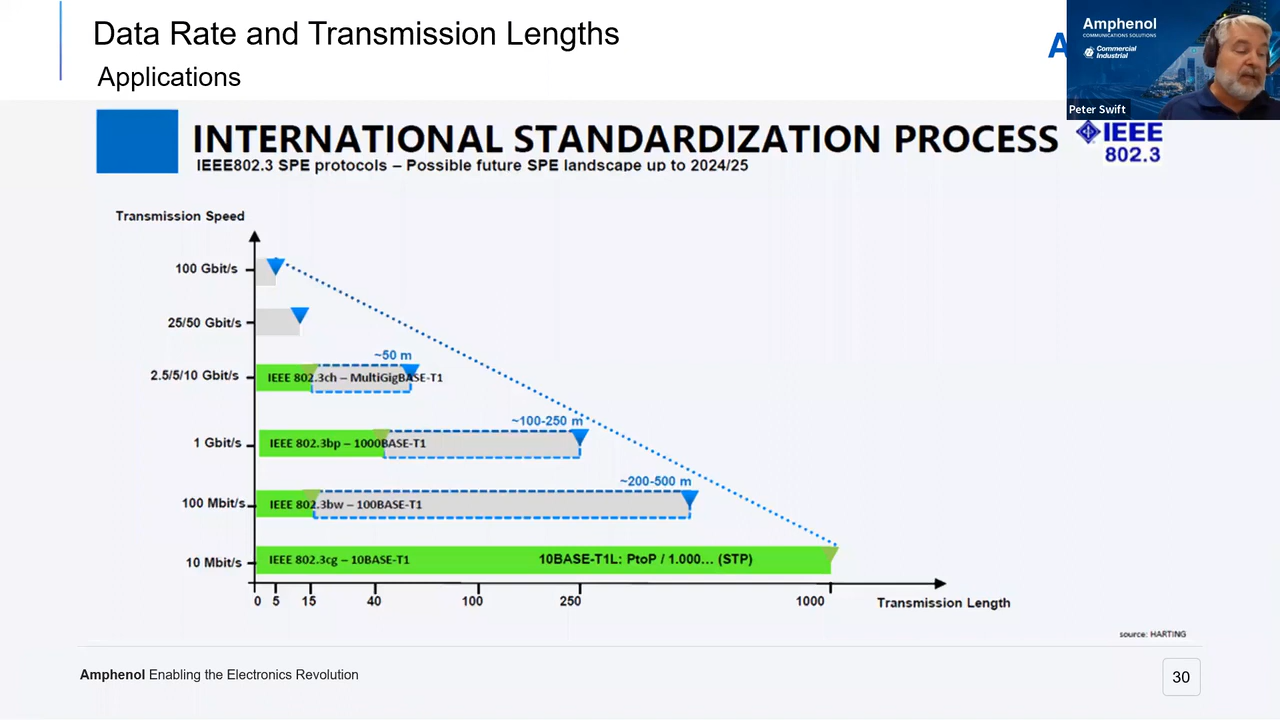 Data Rate and Transmission Lengths
Applications
A
Amphenol
COMMUNICATIONS SOLUTIONS
Commercial
Industrial
Peter Swift
INTERNATIONAL STANDARDIZATION PROCESS
IEEE
802.3
IEEE802.3 SPE protocols – Possible future SPE landscape up to 2024/25
Transmission Speed
100 Gbit/s
25/50 Gbit/s
~50 m
2.5/5/10 Gbit/s
IEEE 802.3ch – MultiGigBASE-T1
~100-250 m
1 Gbit/s
IEEE 802.3bp – 1000BASE-T1
~200-500 m
100 Mbit/s
IEEE 802.3bw – 100BASE-T1
10 Mbit/s
IEEE 802.3cg – 10BASE-T1
10BASE-T1L: PtoP / 1.000... (STP)
0 5 15 40 100 250 1000
Transmission Length
source: HARTING
Amphenol Enabling the Electronics Revolution
30